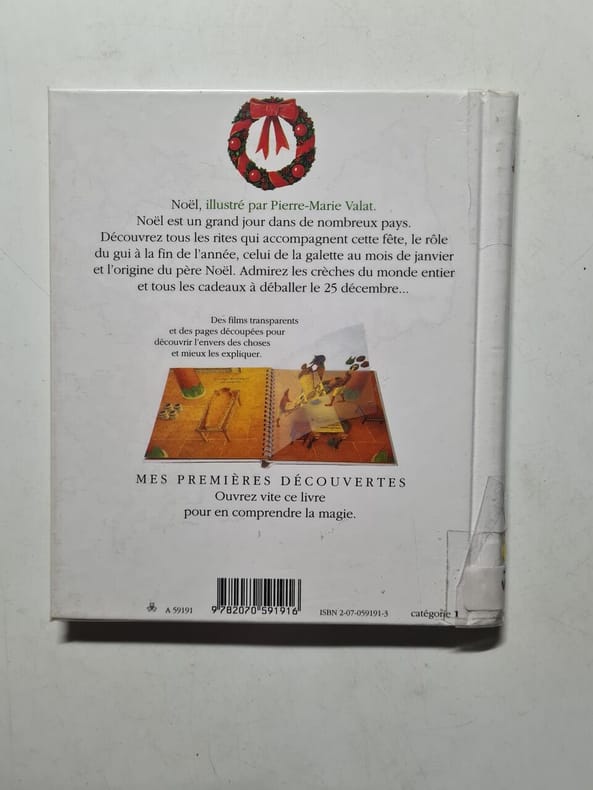 Noël, illustré par Pierre-Marie Valat.
Noël est un grand jour dans de nombreux pays.
Découvrez tous les rites qui accompagnent cette fête, le rôle
du gui à la fin de l'année, celui de la galette au mois de janvier
et l'origine du père Noël. Admirez les crèches du monde entier
et tous les cadeaux à déballer le 25 décembre...
Des films transparents
et des pages découpées pour
découvrir l'envers des choses
et mieux les expliquer.
MES PREMIÈRES DÉCOUVERTES
Ouvrez vite ce livre
pour en comprendre la magie.
A 59191
9 782070 591916
ISBN 2-07-059191-3
catégorie 1